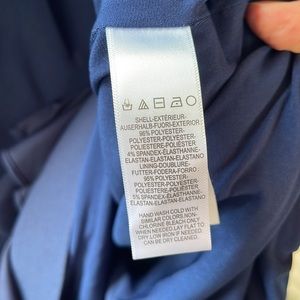 SHELL-EXTÉRIEUR-
AUSSERHALB-FUORI-EXTERIOR:
96% POLYESTER-
POLYESTER-POLYESTER-
POLIESTERE-POLIÉSTER
4% SPANDEX-ÉLASTHANNE-
ELASTAN-ELASTAN-ELASTANO
LINING-DOUBLURE-
FUTTER-FODERA-FORRO
95% POLYESTER-
POLYESTER-POLYESTER-
POLIESTERE-POLIÉSTER
5% SPANDEX-ÉLASTHANNE-
ELASTAN-ELASTAN-ELASTANO
HAND WASH COLD WITH
SIMILAR COLORS.NON-
CHLORINE BLEACH ONLY
WHEN NEEDED.LAY FLAT TO
DRY.LOW IRON IF NEEDED.
CAN BE DRY CLEANED.